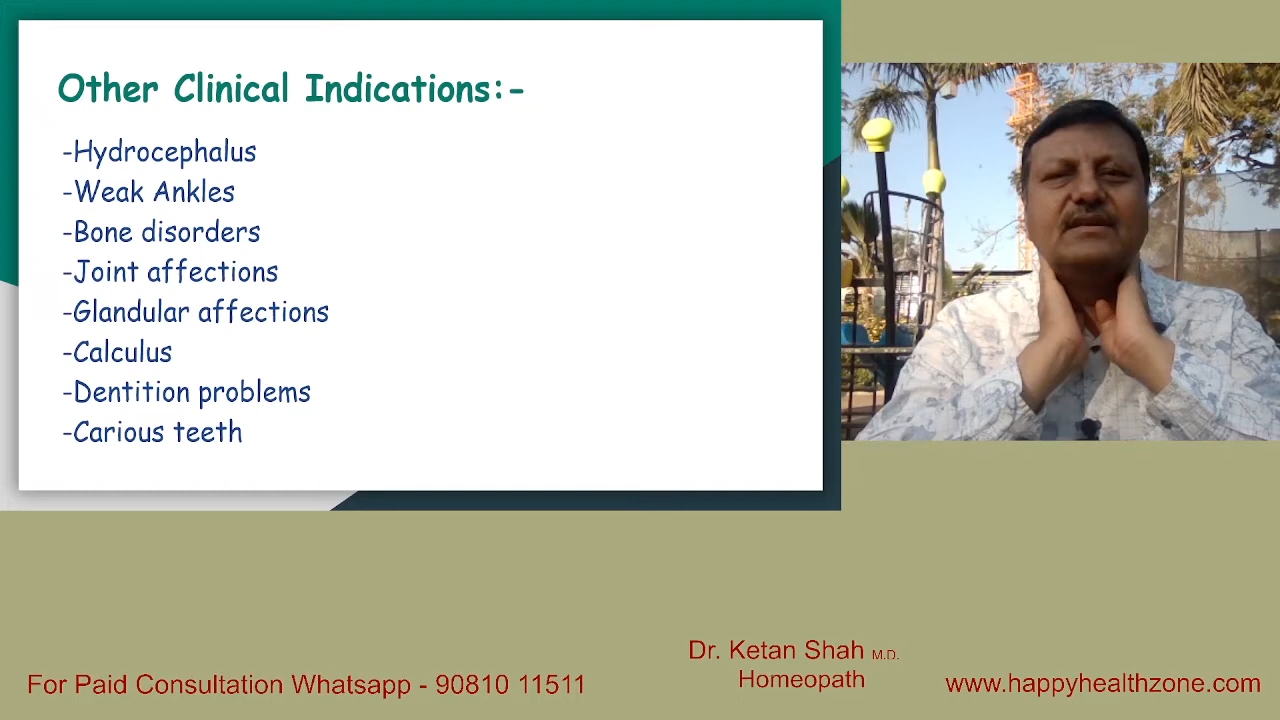 Other Clinical Indications:-
-Hydrocephalus
-Weak Ankles
-Bone disorders
-Joint affections
-Glandular affections
-Calculus
-Dentition problems
-Carious teeth
For Paid Consultation Whatsapp - 90810 11511
Dr. Ketan Shah M.D.
Homeopath
www.happyhealthzone.com